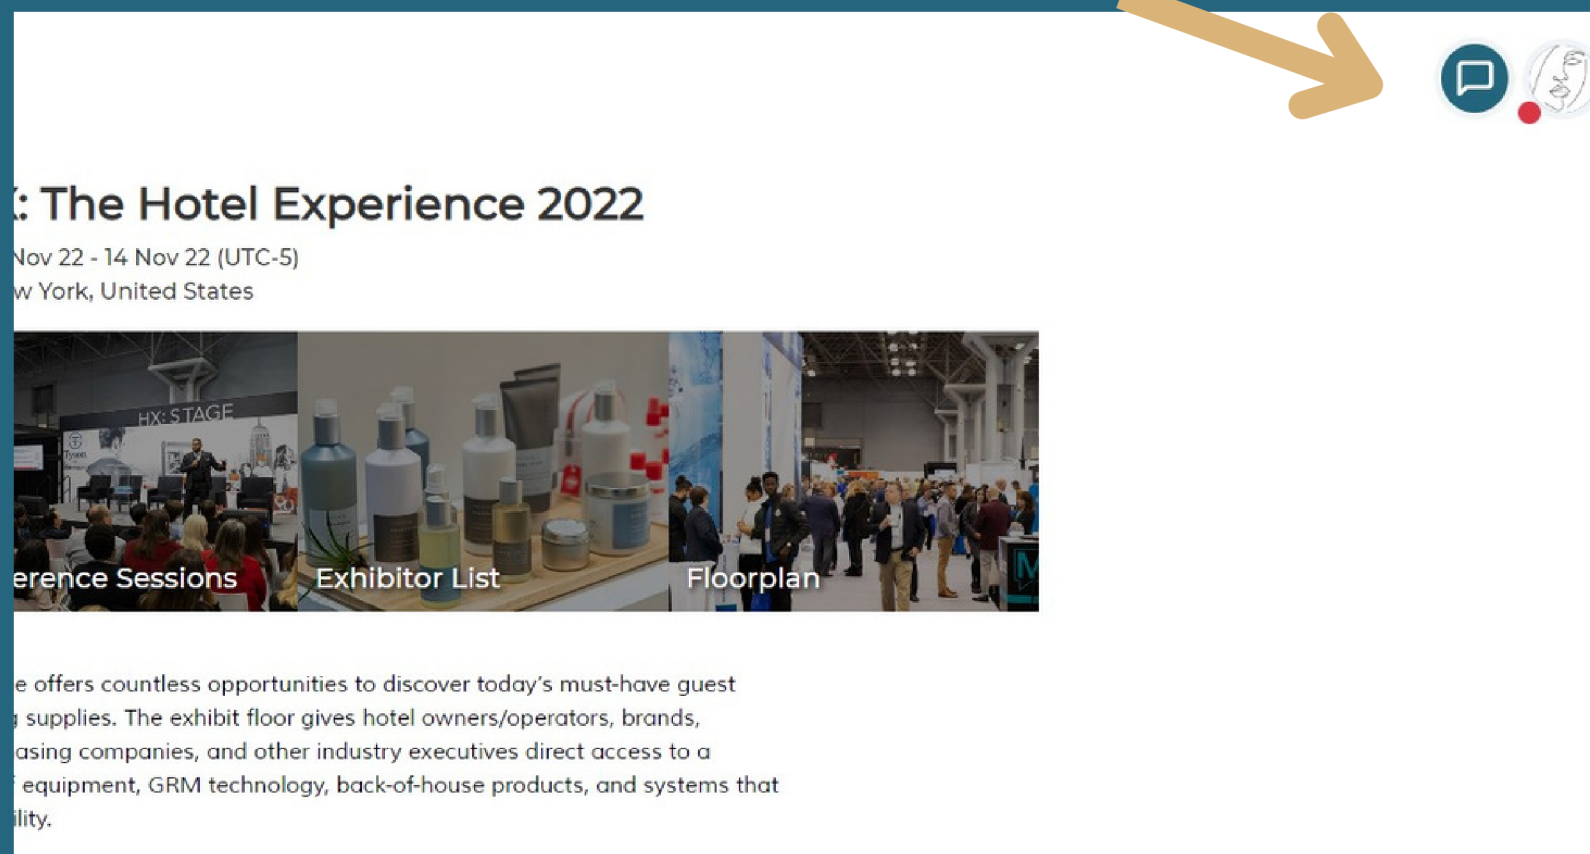 : The Hotel Experience 2022
Nov 22 - 14 Nov 22 (UTC-5)
w York, United States
HX: STAGE
Tyson
erence Sessions
Exhibitor List
Floorplan
M
e offers countless opportunities to discover today's must-have guest
g supplies. The exhibit floor gives hotel owners/operators, brands,
asing companies, and other industry executives direct access to a
equipment, GRM technology, back-of-house products, and systems that
ility.